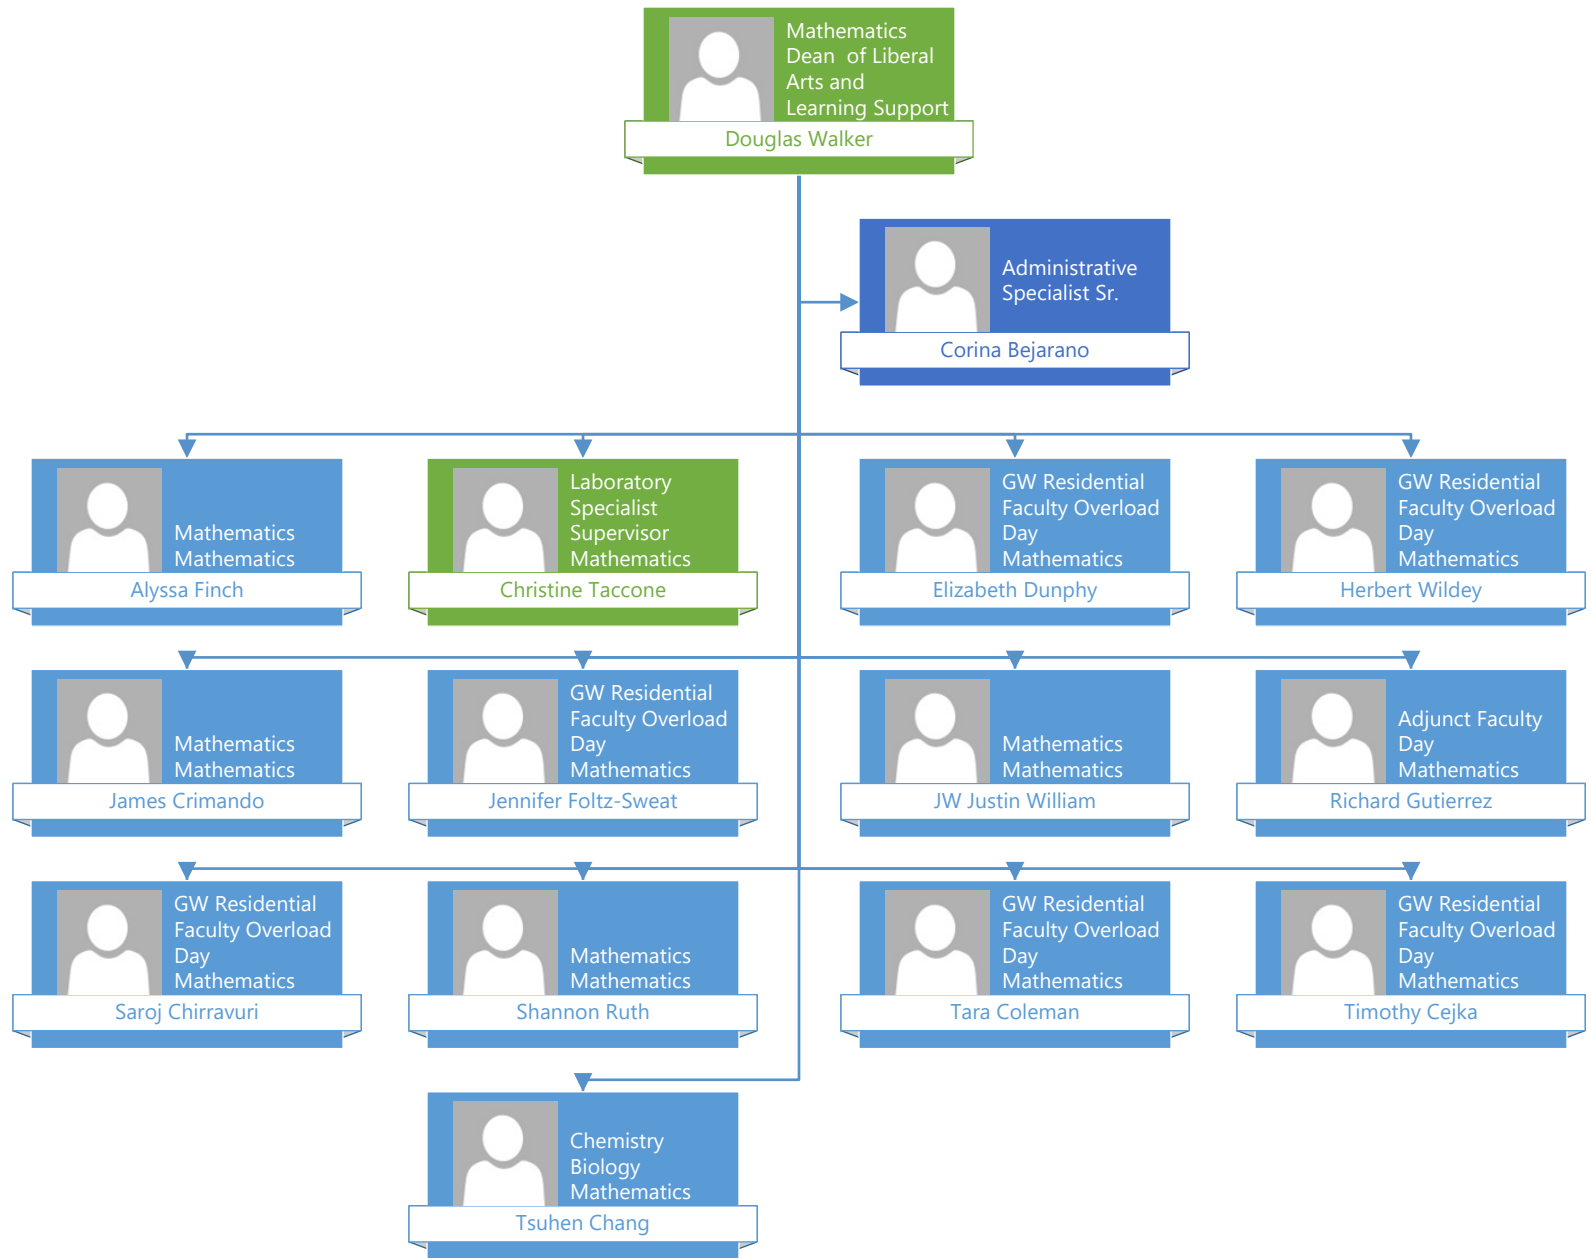 Mathematics
Dean of Liberal
Arts and
Learning Support
Douglas Walker
Administrative
Specialist Sr.
Corina Bejarano
Mathematics
Mathematics
Alyssa Finch
Laboratory
Specialist
Supervisor
Mathematics
Christine Taccone
GW Residential
Faculty Overload
Day
Mathematics
Elizabeth Dunphy
GW Residential
Faculty Overload
Day
Mathematics
Herbert Wildey
Mathematics
Mathematics
James Crimando
GW Residential
Faculty Overload
Day
Mathematics
Jennifer Foltz-Sweat
Mathematics
Mathematics
JW Justin William
Adjunct Faculty
Day
Mathematics
Richard Gutierrez
GW Residential
Faculty Overload
Day
Mathematics
Saroj Chirravuri
Mathematics
Mathematics
Shannon Ruth
GW Residential
Faculty Overload
Day
Mathematics
Tara Coleman
GW Residential
Faculty Overload
Day
Mathematics
Timothy Cejka
Chemistry
Biology
Mathematics
Tsuhen Chang